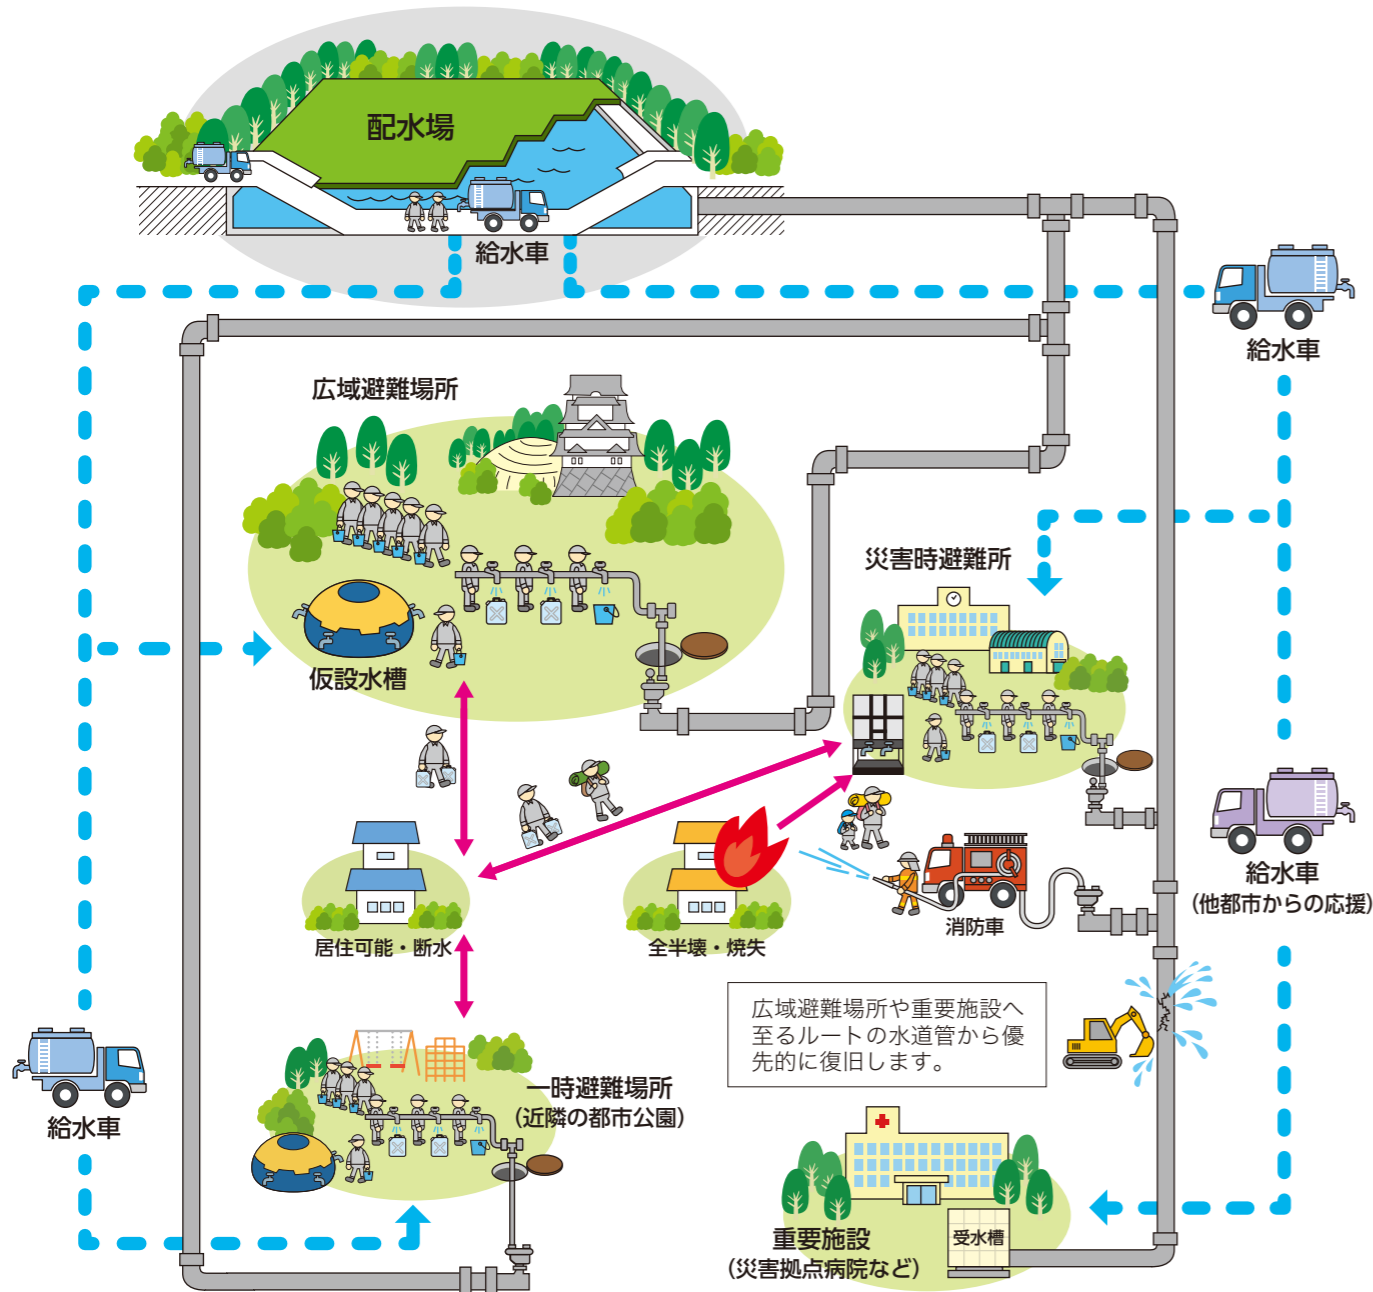 配水場
給水車
給水車
広域避難場所
災害時避難所
仮設水槽
給水車
（他都市からの応援）
消防車
居住可能・断水
全半壊・焼失
広域避難場所や重要施設へ
至るルートの水道管から優
先的に復旧します。
一時避難場所
（近隣の都市公園）
給水車
受水槽
重要施設
（災害拠点病院など）